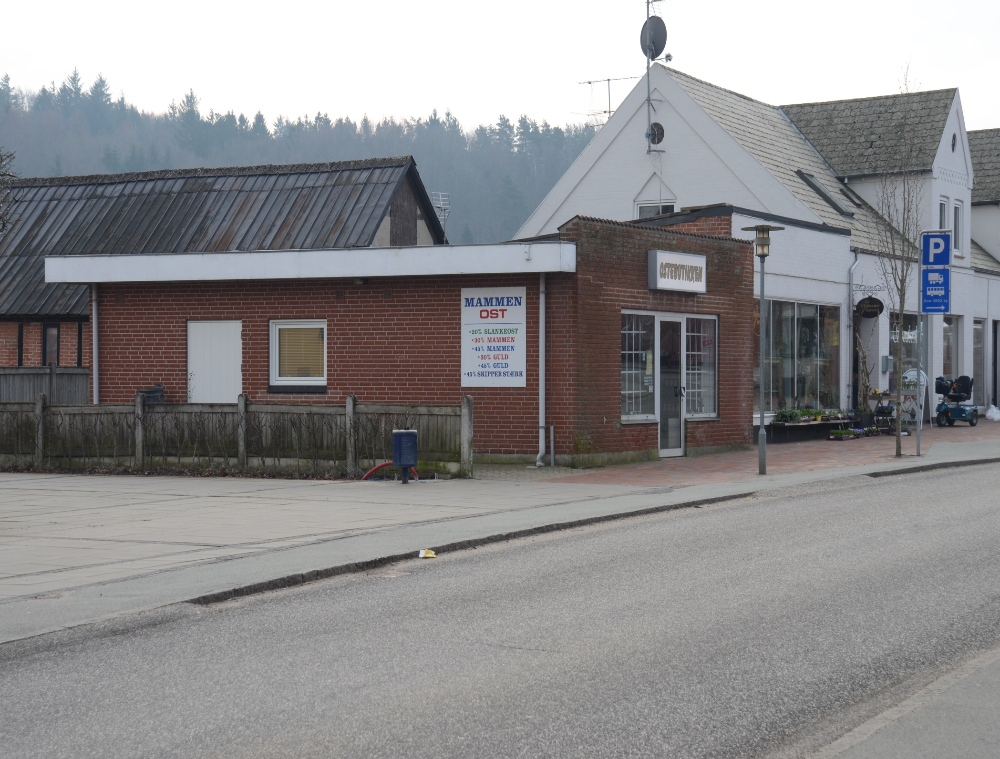 MAMMEN
OST
20% SLANKEOST
30% MAMMEN
45% MAMMEN
30% GULD
45% GULD
45% SKIPPER STÆRK
OSTEBUTIKKEN
P
Over 3500 kg